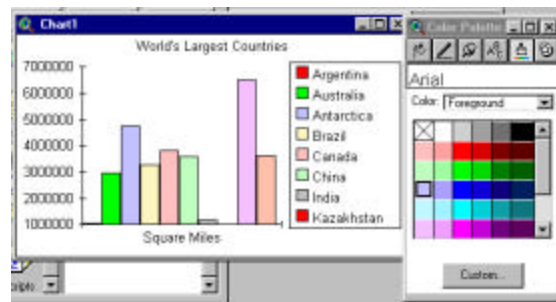 Chart1
World's Largest Countries
7000000
6000000
5000000
4000000
3000000
2000000
1000000
Square Miles
Argentina
Australia
Antarctica
Brazil
Canada
China
India
Kazakhstan
Color Palette
Arial
Color: Foreground
Custom...